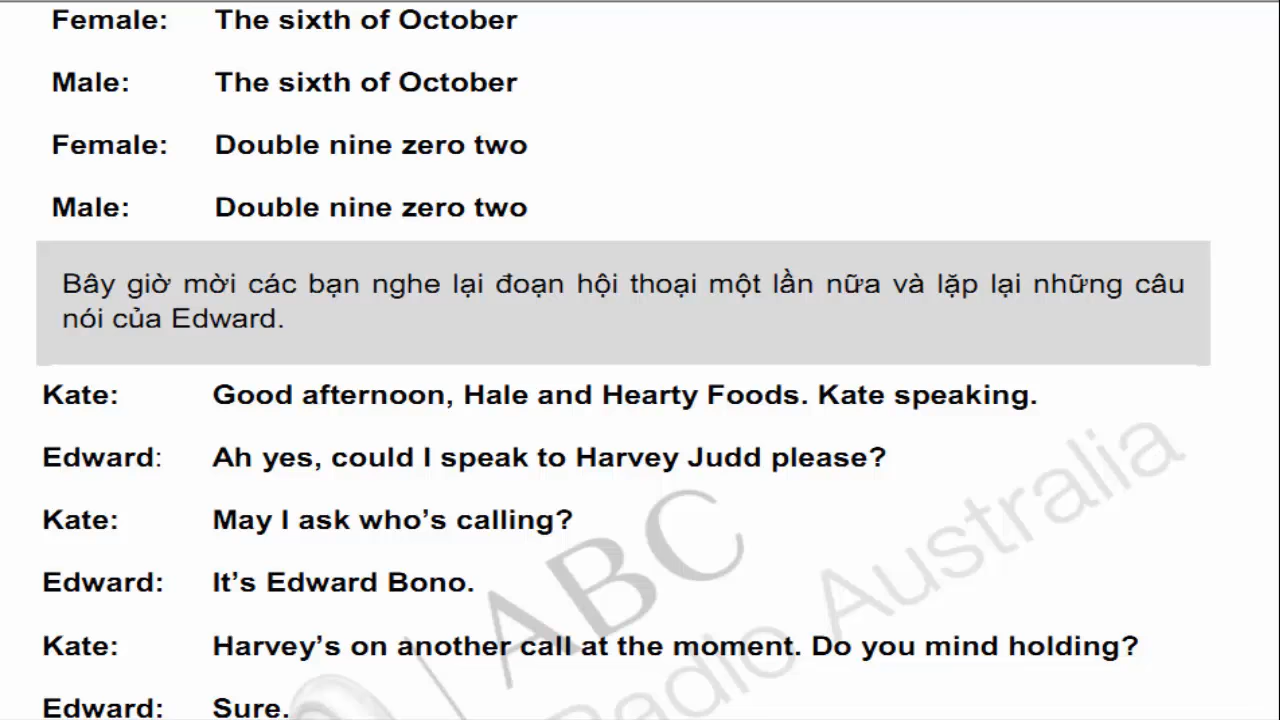 Female: The sixth of October
Male: The sixth of October
Female: Double nine zero two
Male: Double nine zero two
Bây giờ mời các bạn nghe lại đoạn hội thoại một lần nữa và lặp lại những câu
nói của Edward.
Kate: Good afternoon, Hale and Hearty Foods. Kate speaking.
Edward: Ah yes, could I speak to Harvey Judd please?
Kate: May I ask who’s calling?
Edward: It’s Edward Bono.
Kate: Harvey’s on another call at the moment. Do you mind holding?
Edward: Sure.
ABC
Radio Australia